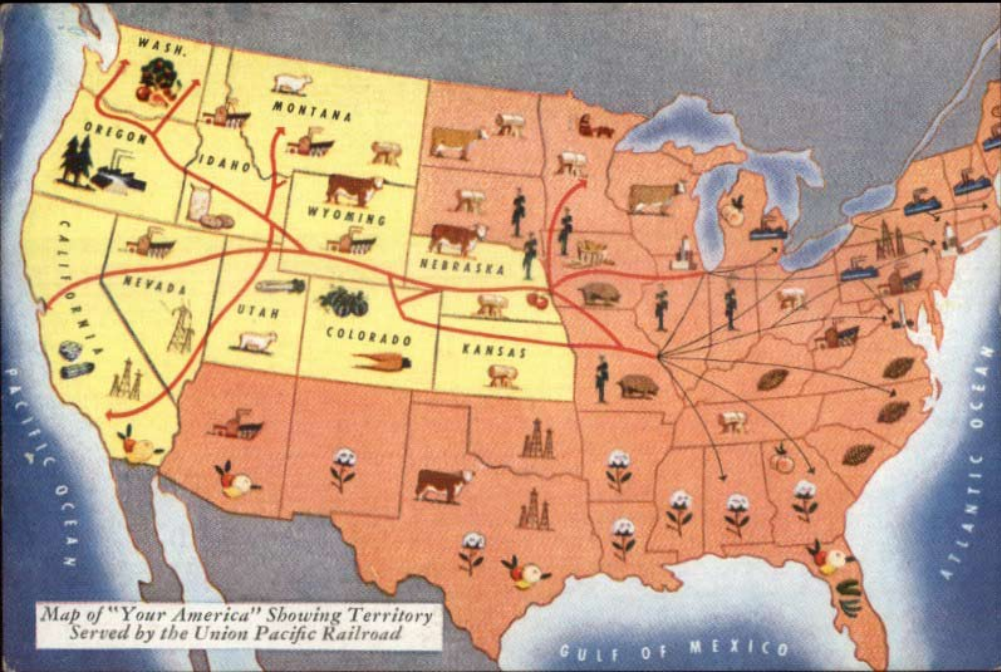 WASH.
MONTANA
OREGON
IDAHO
WYOMING
NEBRASKA
CALIFORNIA
NEVADA
UTAH
COLORADO
KANSAS
PACIFIC OCEAN
ATLANTIC OCEAN
GULF OF MEXICO
Map of "Your America" Showing Territory
Served by the Union Pacific Railroad